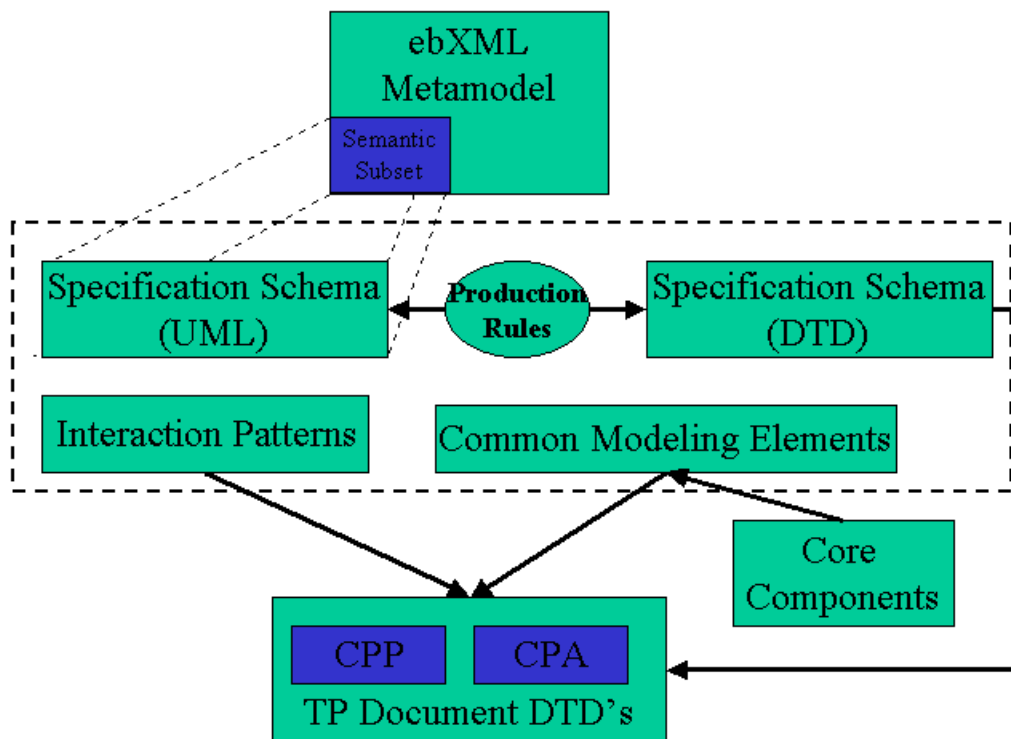 ebXML
Metamodel
Semantic
Subset
Specification Schema
(UML)
Production
Rules
Specification Schema
(DTD)
Interaction Patterns
Common Modeling Elements
Core
Components
CPP
CPA
TP Document DTD's